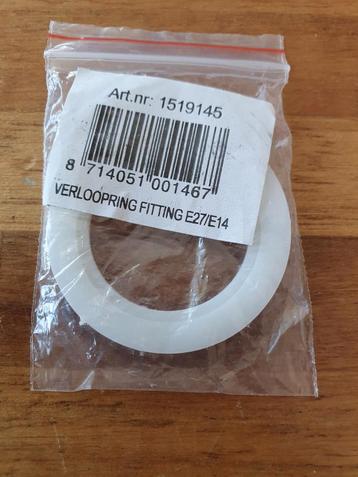 Art.nr: 1519145
8 714051 001467
VERLOOPRING FITTING E27/E14